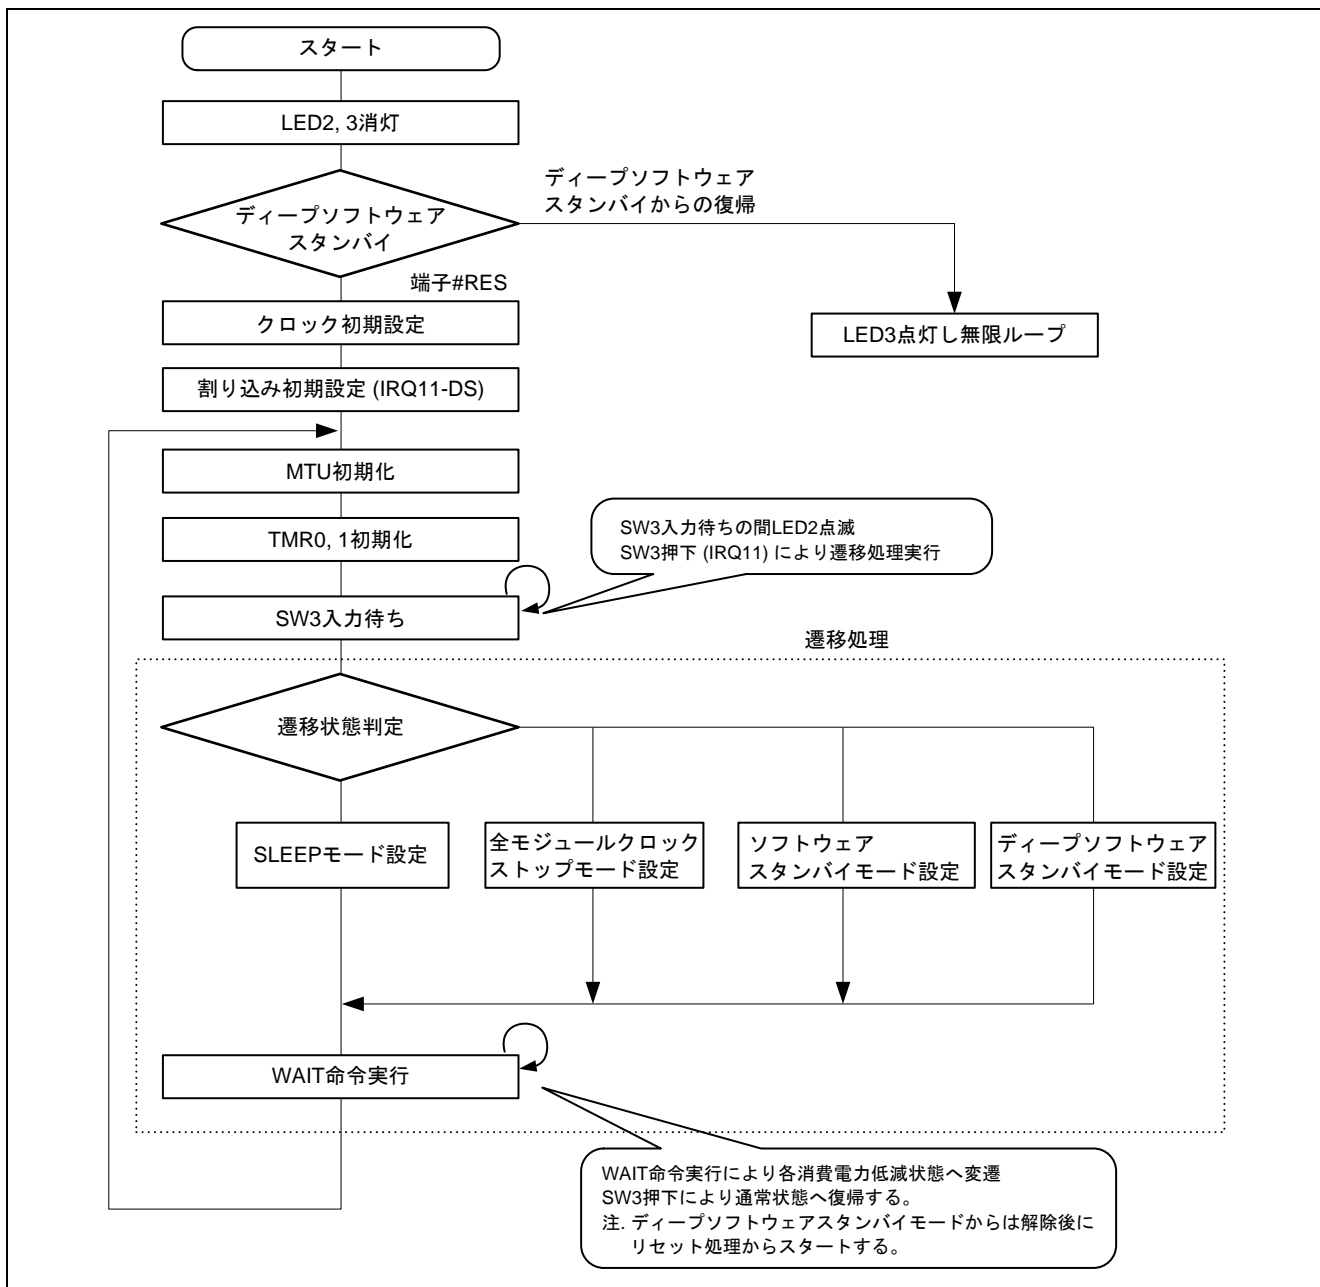 スタート
LED2, 3消灯
ディープソフトウェア
スタンバイ
ディープソフトウェア
スタンバイからの復帰
端子#RES
クロック初期設定
LED3点灯し無限ループ
割り込み初期設定 (IRQ11-DS)
MTU初期化
TMR0, 1初期化
SW3入力待ちの間LED2点滅
SW3押下 (IRQ11) により遷移処理実行
SW3入力待ち
遷移処理
遷移状態判定
SLEEPモード設定
全モジュールクロック
ストップモード設定
ソフトウェア
スタンバイモード設定
ディープソフトウェア
スタンバイモード設定
WAIT命令実行
WAIT命令実行により各消費電力低減状態へ変遷
SW3押下により通常状態へ復帰する。
注. ディープソフトウェアスタンバイモードからは解除後に
リセット処理からスタートする。